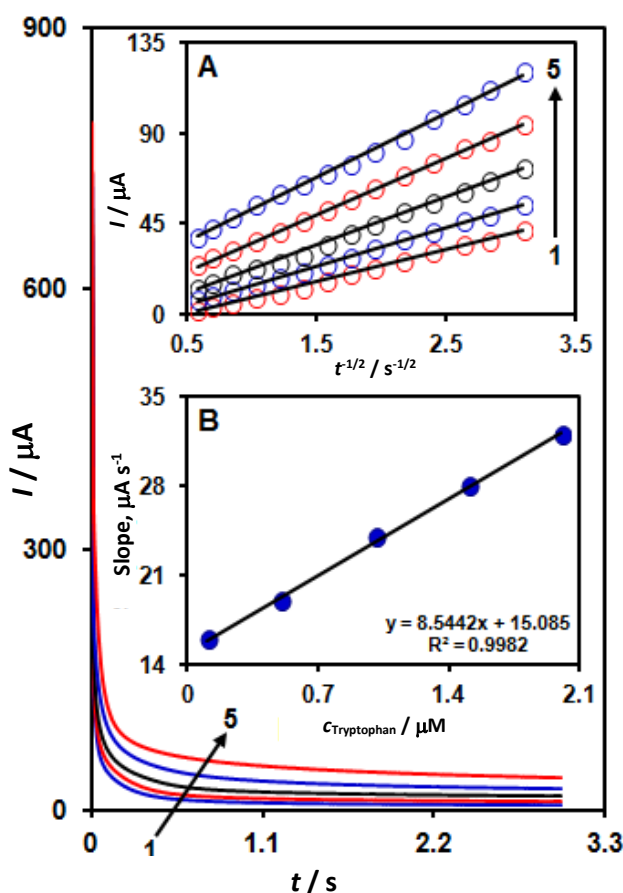 900
600
300
0
I / μA
0
1.1
2.2
3.3
t / s
5
1
A
135
90
45
0
I / μA
0.5
1.5
2.5
3.5
t-1/2 / s-1/2
5
1
B
35
28
21
14
Slope, μA s-1
y = 8.5442x + 15.085
R² = 0.9982
0
0.7
1.4
2.1
cTryptophan / μM